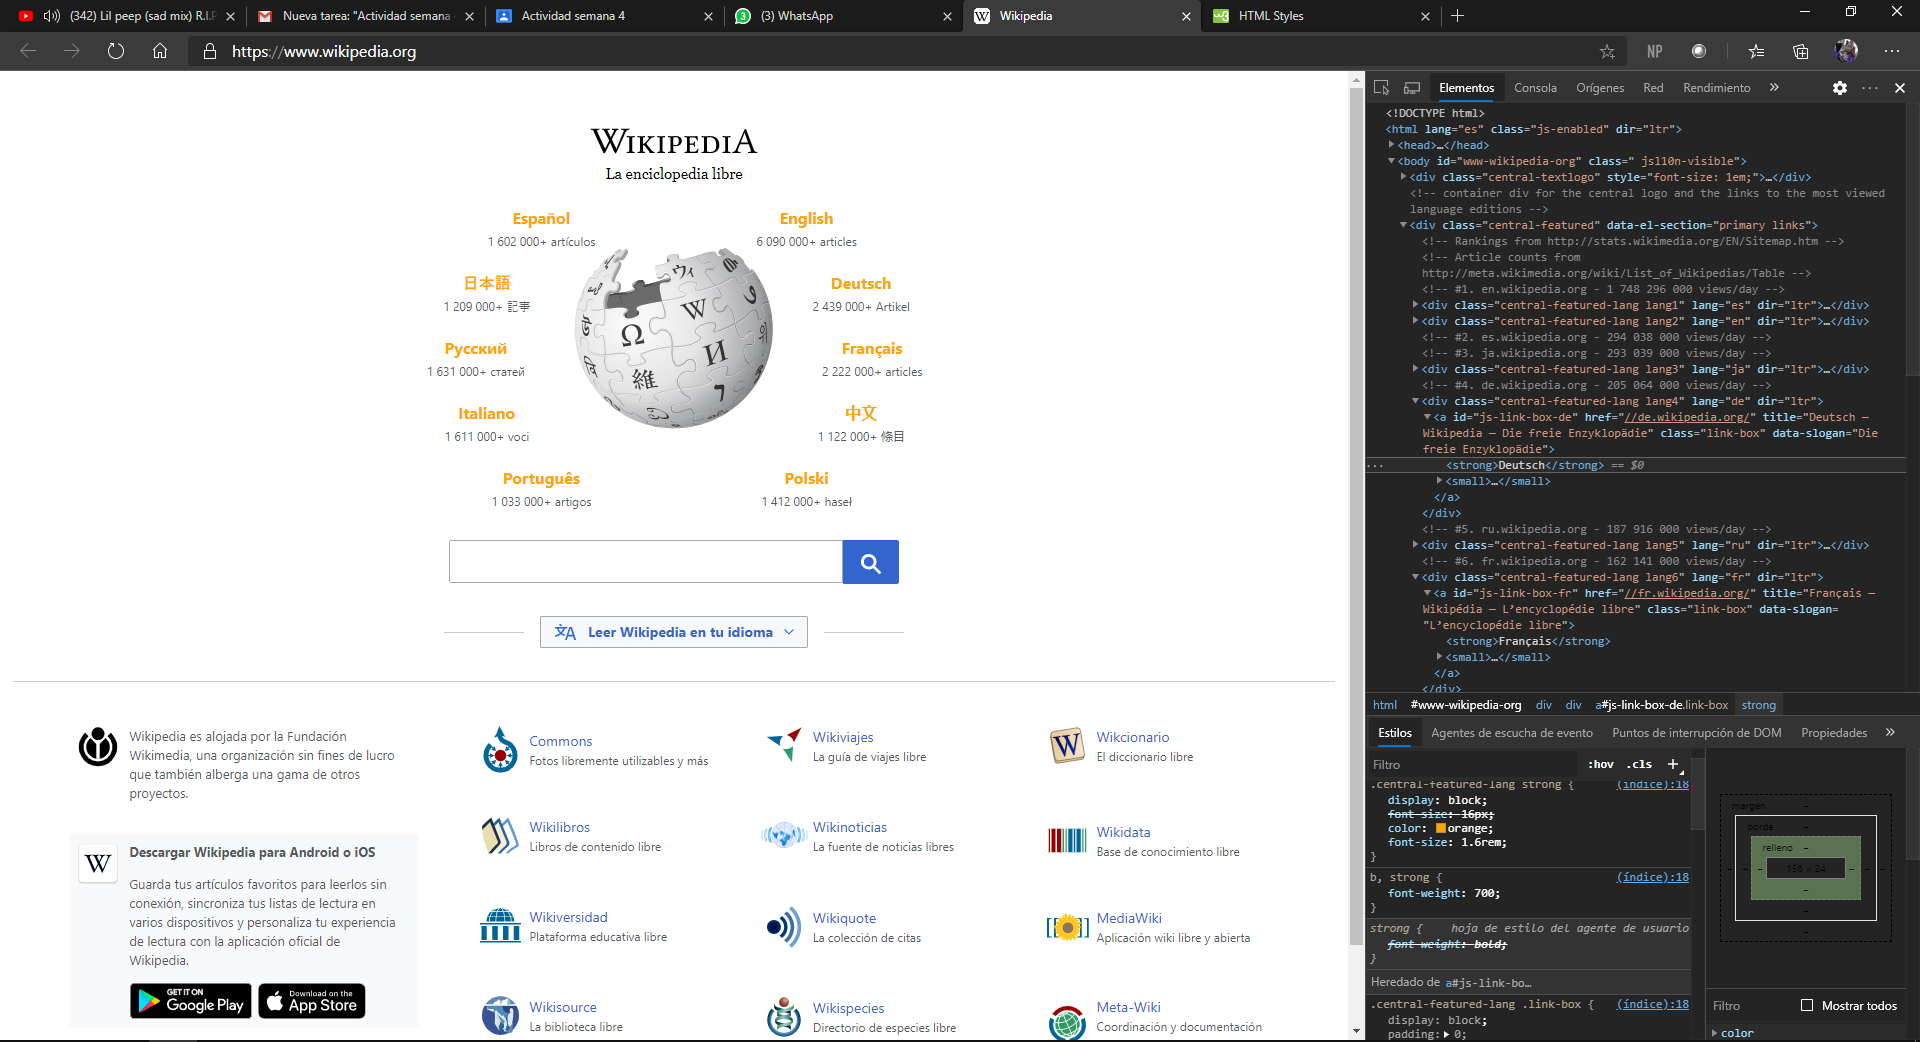 (342) Lil peep (sad mix) R.I.P
Nueva tarea: "Actividad semana
Actividad semana 4
(3) WhatsApp
Wikipedia
HTML Styles
https://www.wikipedia.org
NP
WIKIPEDIA
La enciclopedia libre
Español
1 602 000+ artículos
English
6 090 000+ articles
日本語
1 209 000+ 記事
Deutsch
2 439 000+ Artikel
Русский
1 631 000+ статей
Français
2 222 000+ articles
Italiano
1 611 000+ voci
中文
1 122 000+ 條目
Português
1 033 000+ artigos
Polski
1 412 000+ haseł
Ω
W
И
維
ウィ
7
Leer Wikipedia en tu idioma
Wikipedia es alojada por la Fundación
Wikimedia, una organización sin fines de lucro
que también alberga una gama de otros
proyectos.
W
Descargar Wikipedia para Android o iOS
Guarda tus artículos favoritos para leerlos sin
conexión, sincroniza tus listas de lectura en
varios dispositivos y personaliza tu experiencia
de lectura con la aplicación oficial de
Wikipedia.
GET IT ON
Google Play
Download on the
App Store
Commons
Fotos libremente utilizables y más
Wikiviajes
La guía de viajes libre
W
Wikcionario
El diccionario libre
Wikilibros
Libros de contenido libre
Wikinoticias
La fuente de noticias libres
Wikidata
Base de conocimiento libre
Wikiversidad
Plataforma educativa libre
Wikiquote
La colección de citas
MediaWiki
Aplicación wiki libre y abierta
Wikisource
La biblioteca libre
Wikispecies
Directorio de especies libre
Meta-Wiki
Coordinación y documentación
Elementos
Consola
Orígenes
Red
Rendimiento
<!DOCTYPE html>
<html lang="es" class="js-enabled" dir="ltr">
<head>…</head>
<body id="www-wikipedia-org" class=" jsl10n-visible">
<div class="central-textlogo" style="font-size: 1em;">…</div>
<!-- container div for the central logo and the links to the most viewed
language editions -->
<div class="central-featured" data-el-section="primary links">
<!-- Rankings from http://stats.wikimedia.org/EN/Sitemap.htm -->
<!-- Article counts from
http://meta.wikimedia.org/wiki/List_of_Wikipedias/Table -->
<!-- #1. en.wikipedia.org - 1 748 296 000 views/day -->
<div class="central-featured-lang lang1" lang="es" dir="ltr">…</div>
<div class="central-featured-lang lang2" lang="en" dir="ltr">…</div>
<!-- #2. es.wikipedia.org - 294 038 000 views/day -->
<!-- #3. ja.wikipedia.org - 293 039 000 views/day -->
<div class="central-featured-lang lang3" lang="ja" dir="ltr">…</div>
<!-- #4. de.wikipedia.org - 205 064 000 views/day -->
<div class="central-featured-lang lang4" lang="de" dir="ltr">
<a id="js-link-box-de" href="//de.wikipedia.org/" title="Deutsch —
Wikipedia — Die freie Enzyklopädie" class="link-box" data-slogan="Die
freie Enzyklopädie">
<strong>Deutsch</strong> == $0
<small>…</small>
</a>
</div>
<!-- #5. ru.wikipedia.org - 187 916 000 views/day -->
<div class="central-featured-lang lang5" lang="ru" dir="ltr">…</div>
<!-- #6. fr.wikipedia.org - 162 141 000 views/day -->
<div class="central-featured-lang lang6" lang="fr" dir="ltr">
<a id="js-link-box-fr" href="//fr.wikipedia.org/" title="Français —
Wikipédia — L'encyclopédie libre" class="link-box" data-slogan=
"L'encyclopédie libre">
<strong>Français</strong>
<small>…</small>
</a>
</div>
html #www-wikipedia-org div div a#js-link-box-de.link-box strong
Estilos
Agentes de escucha de evento
Puntos de interrupción de DOM
Propiedades
Filtro
:hov .cls +
.central-featured-lang strong { (índice):18
display: block;
font-size: 16px;
color: orange;
font-size: 1.6rem;
}
b, strong { (índice):18
font-weight: 700;
}
strong { hoja de estilo del agente de usuario
font-weight: bold;
}
Heredado de a#js-link-bo…
.central-featured-lang .link-box { (índice):18
display: block;
padding: 0;
margen
borde
relleno
156 × 24
Filtro
Mostrar todos
color